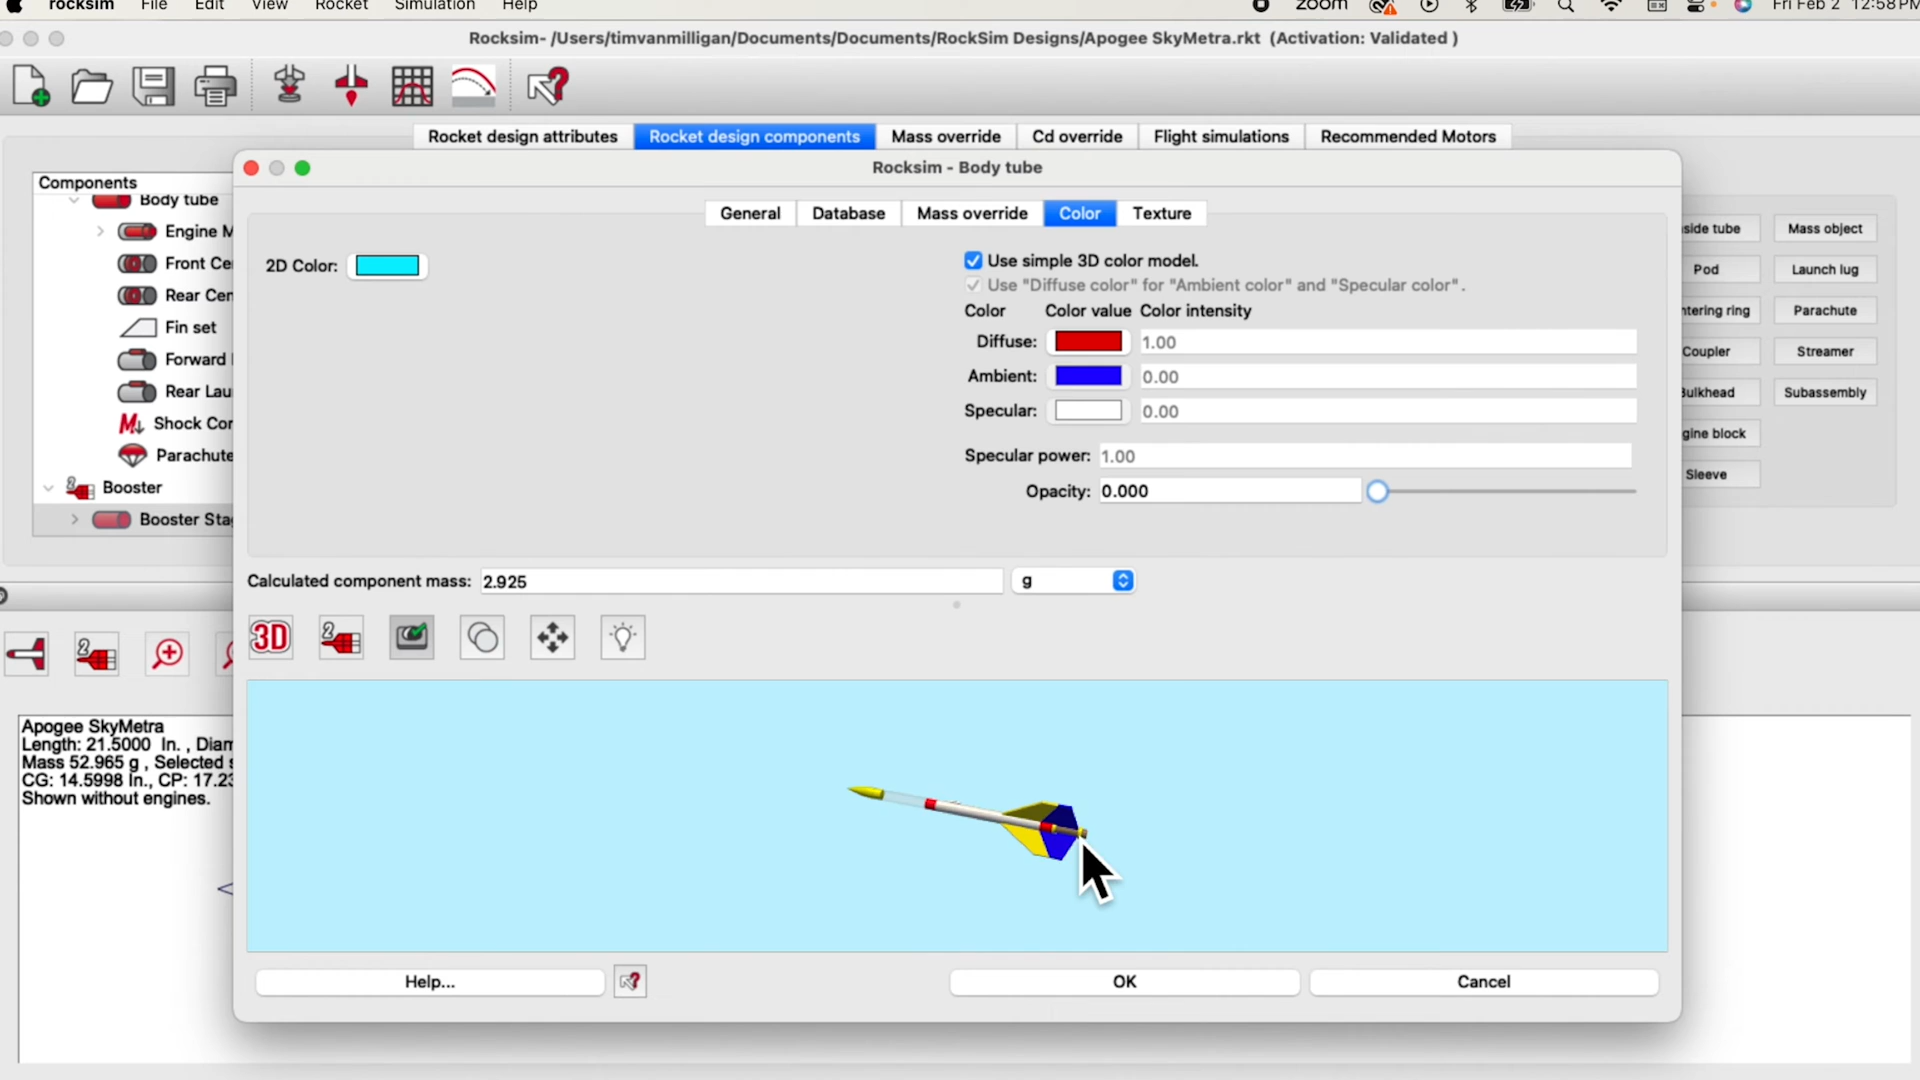 rocksim File Edit View Rocket Simulation Help zoom Fri Feb 2 12:58PM
Rocksim- /Users/timvanmilligan/Documents/Documents/RockSim Designs/Apogee SkyMetra.rkt (Activation: Validated )
Rocket design attributes Rocket design components Mass override Cd override Flight simulations Recommended Motors
Rocksim - Body tube
Components
Body tube
Engine M
Front Ce
Rear Cen
Fin set
Forward
Rear Lau
Shock Cor
Parachute
2 Booster
Booster Sta
General Database Mass override Color Texture
2D Color:
Use simple 3D color model.
Use "Diffuse color" for "Ambient color" and "Specular color" .
Color Color value Color intensity
Diffuse: 1.00
Ambient: 0.00
Specular: 0.00
Specular power: 1.00
Opacity: 0.000
side tube Mass object
Pod Launch lug
ntering ring Parachute
Coupler Streamer
Bulkhead Subassembly
gine block
Sleeve
Calculated component mass: 2.925 g
3D 2
2
Apogee SkyMetra
Length: 21.5000 In. , Diam
Mass 52.965 g , Selected s
CG: 14.5998 In., CP: 17.23
Shown without engines.
Help... OK Cancel